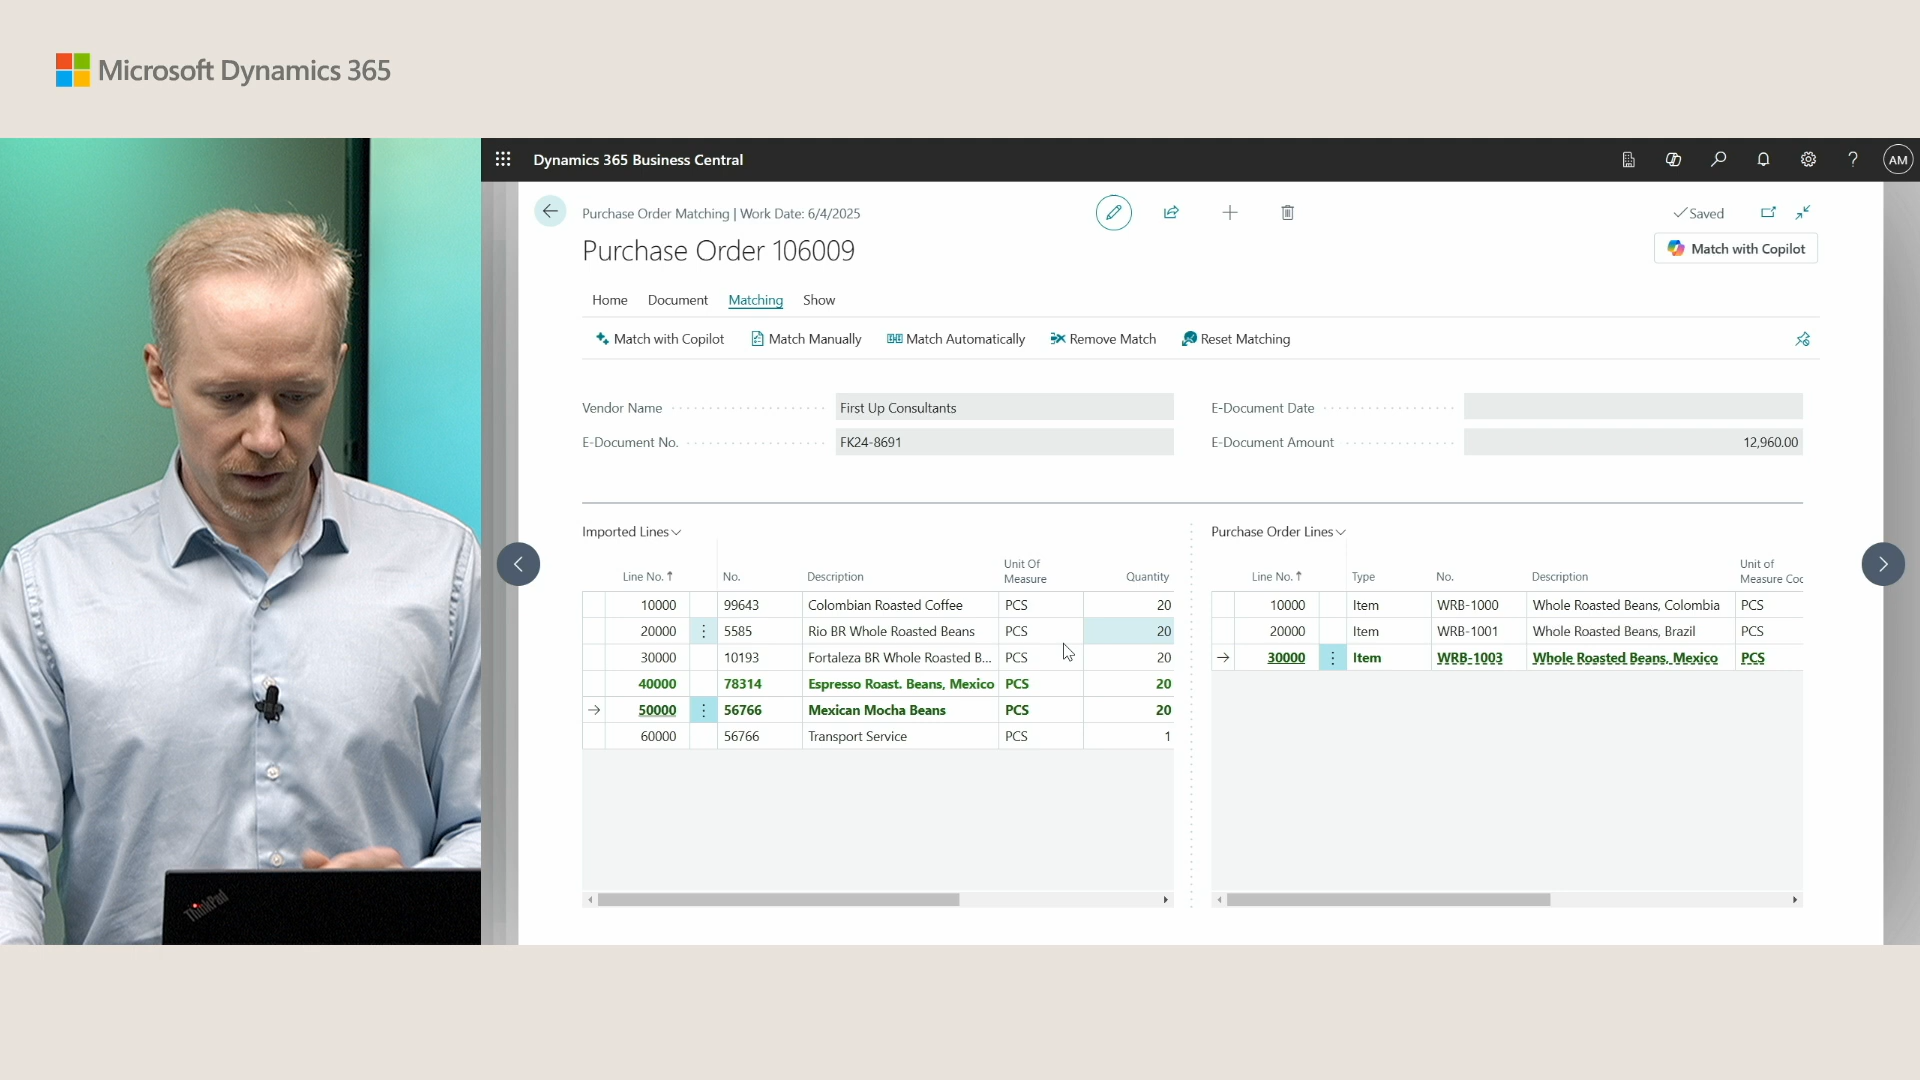 Microsoft Dynamics 365
Dynamics 365 Business Central
AM
Purchase Order Matching | Work Date: 6/4/2025
Saved
Purchase Order 106009
Match with Copilot
Home Document Matching Show
Match with Copilot Match Manually Match Automatically Remove Match Reset Matching
Vendor Name First Up Consultants E-Document Date
E-Document No. FK24-8691 E-Document Amount 12,960.00
Imported Lines
Line No. ↑ No. Description Unit Of Measure Quantity
10000 99643 Colombian Roasted Coffee PCS 20
20000 5585 Rio BR Whole Roasted Beans PCS 20
30000 10193 Fortaleza BR Whole Roasted B... PCS 20
40000 78314 Espresso Roast. Beans, Mexico PCS 20
50000 56766 Mexican Mocha Beans PCS 20
60000 56766 Transport Service PCS 1
Purchase Order Lines
Line No. ↑ Type No. Description Unit of Measure Coc
10000 Item WRB-1000 Whole Roasted Beans, Colombia PCS
20000 Item WRB-1001 Whole Roasted Beans, Brazil PCS
30000 Item WRB-1003 Whole Roasted Beans, Mexico PCS
ThinkPad